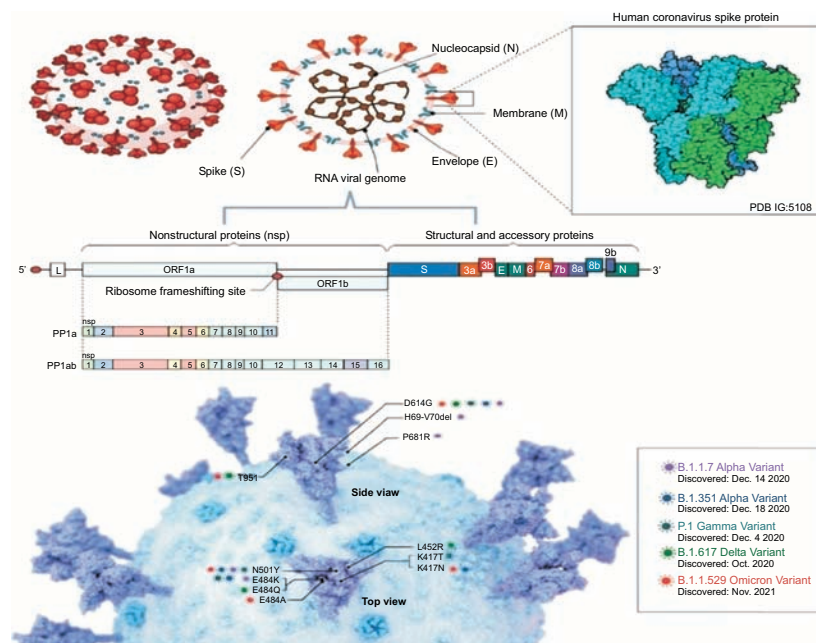 Human coronavirus spike protein
Nucleocapsid (N)
Membrane (M)
Envelope (E)
Spike (S)
RNA viral genome
PDB IG:5108
Nonstructural proteins (nsp)
Structural and accessory proteins
5' L ORF1a S 3a 3b E M 6 7a 7b 8a 8b 9b N 3'
Ribosome frameshifting site
ORF1b
nsp
PP1a 1 2 3 4 5 6 7 8 9 10 11
nsp
PP1ab 1 2 3 4 5 6 7 8 9 10 12 13 14 15 16
D614G
H69-V70del
P681R
T951
Side viaw
L452R
K417T
K417N
N501Y
E484K
E484Q
E484A
Top view
B.1.1.7 Alpha Variant
Discovered: Dec. 14 2020
B.1.351 Alpha Variant
Discovered: Dec. 18 2020
P.1 Gamma Variant
Discovered: Dec. 4 2020
B.1.617 Delta Variant
Discovered: Oct. 2020
B.1.1.529 Omicron Variant
Discovered: Nov. 2021